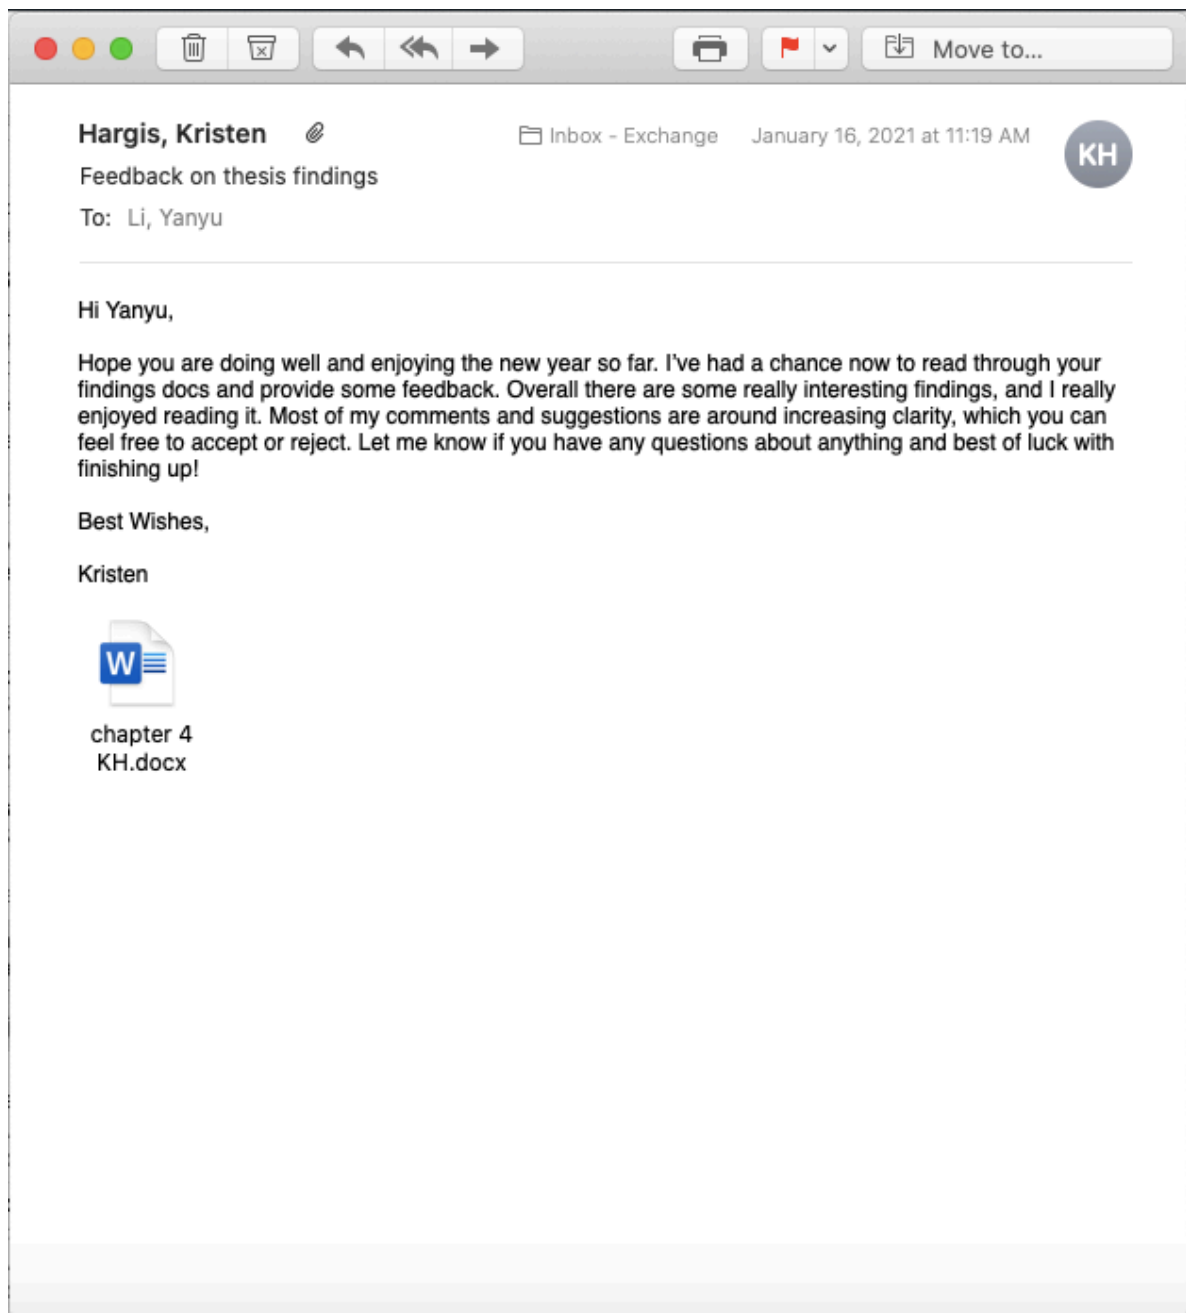 Move to...
Hargis, Kristen
Inbox - Exchange
January 16, 2021 at 11:19 AM
KH
Feedback on thesis findings
To: Li, Yanyu
Hi Yanyu,
Hope you are doing well and enjoying the new year so far. I've had a chance now to read through your
findings docs and provide some feedback. Overall there are some really interesting findings, and I really
enjoyed reading it. Most of my comments and suggestions are around increasing clarity, which you can
feel free to accept or reject. Let me know if you have any questions about anything and best of luck with
finishing up!
Best Wishes,
Kristen
W
chapter 4
KH.docx